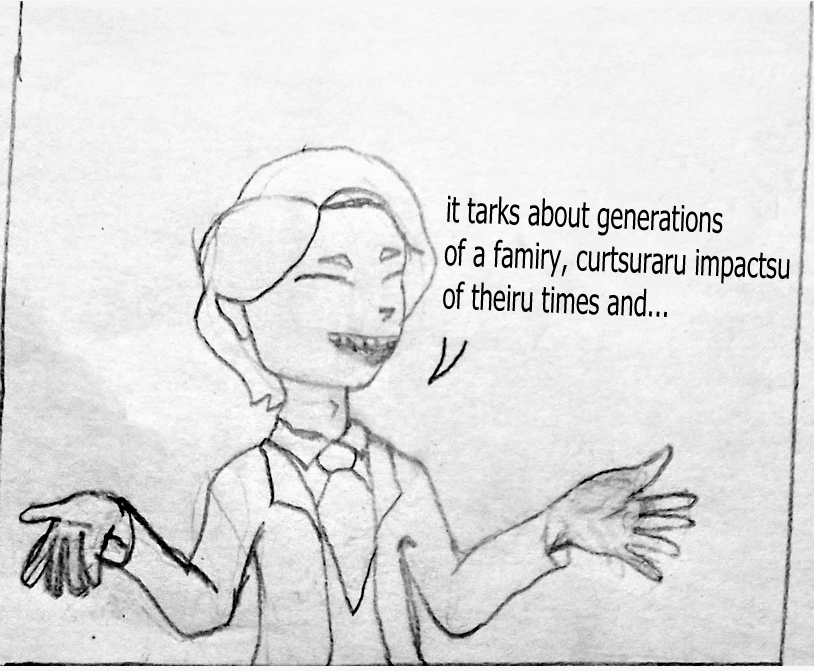 it tarks about generations
of a famiry, curtsuraru impactsu
of theiru times and...